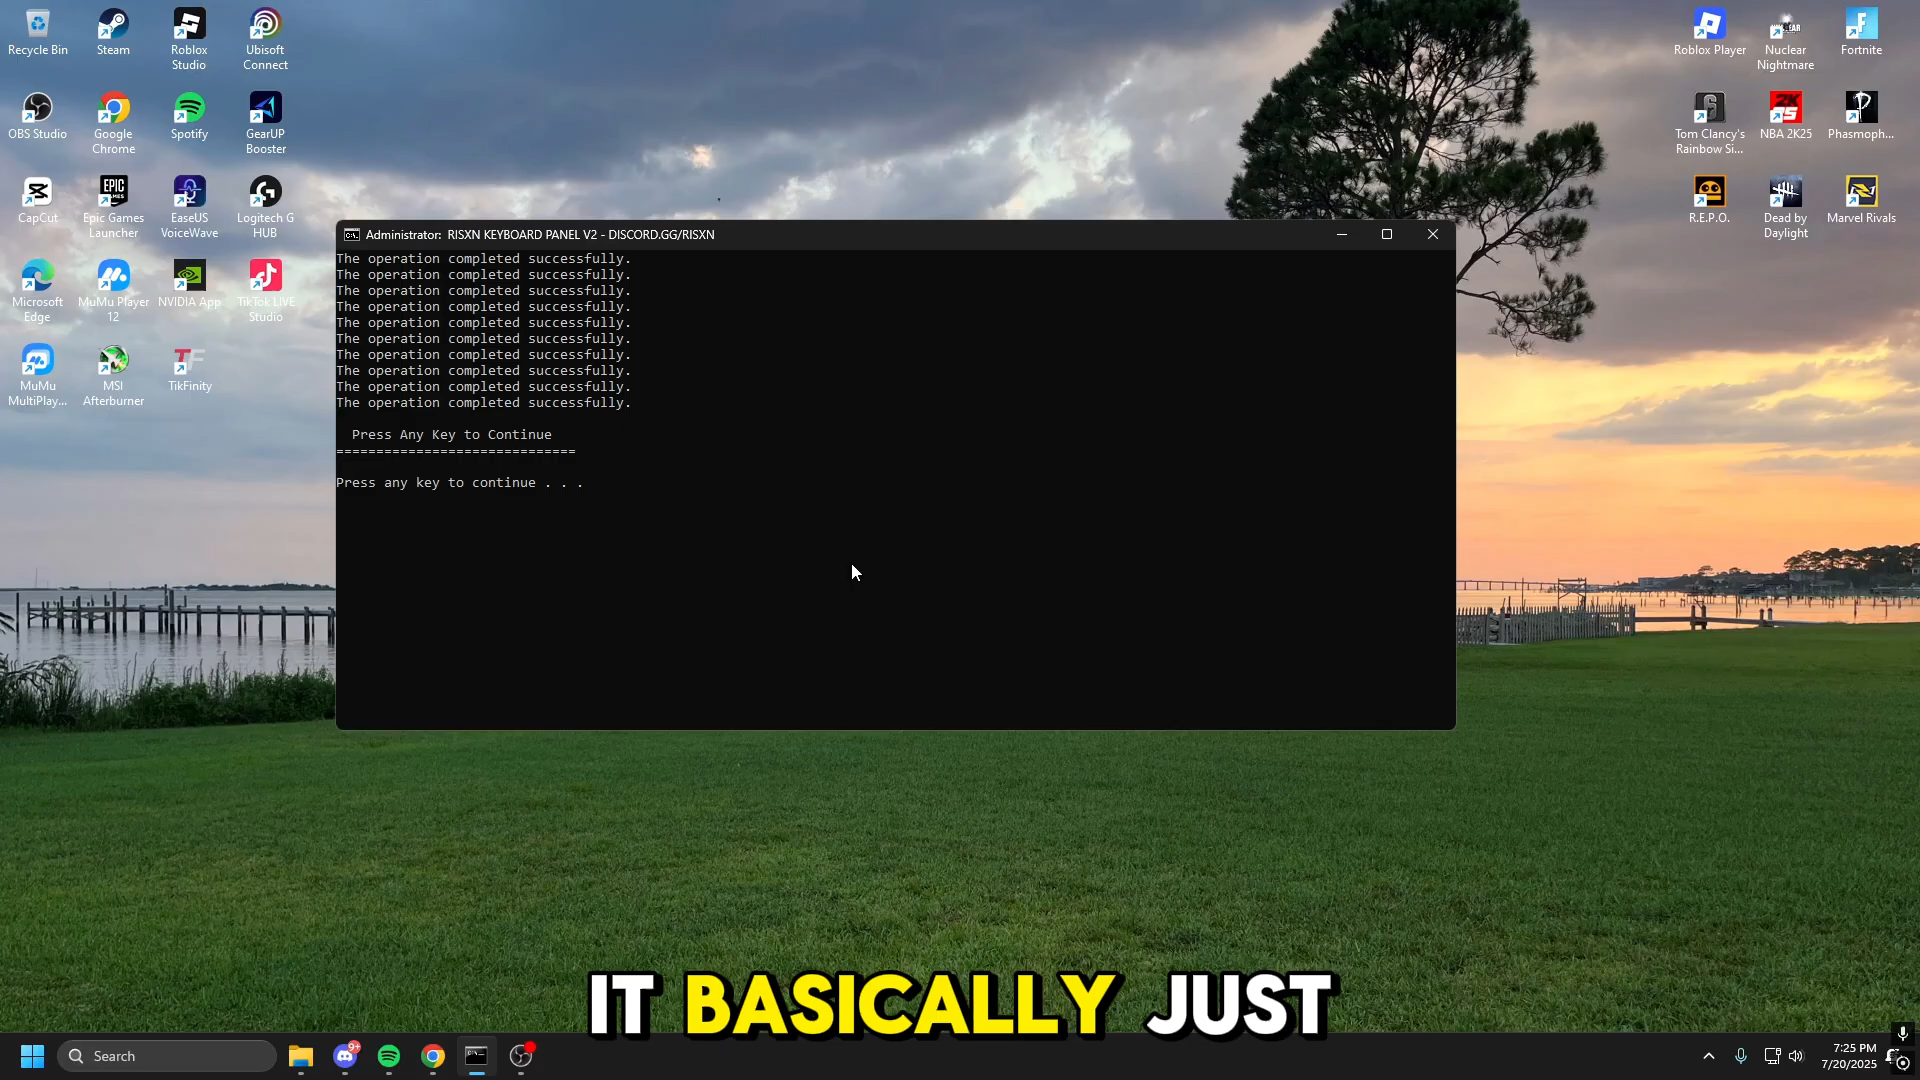 Recycle Bin
Steam
Roblox
Studio
Ubisoft
Connect
Roblox Player
Nuclear
Nightmare
Fortnite
OBS Studio
Google
Chrome
Spotify
GearUP
Booster
Tom Clancy's
Rainbow Si...
NBA 2K25
Phasmoph...
CapCut
Epic Games
Launcher
EaseUS
VoiceWave
Logitech G
HUB
R.E.P.O.
Dead by
Daylight
Marvel Rivals
Microsoft
Edge
MuMu Player
12
NVIDIA App
TikTok LIVE
Studio
MuMu
MultiPlay...
MSI
Afterburner
TikFinity
Administrator: RISXN KEYBOARD PANEL V2 - DISCORD.GG/RISXN
The operation completed successfully.
The operation completed successfully.
The operation completed successfully.
The operation completed successfully.
The operation completed successfully.
The operation completed successfully.
The operation completed successfully.
The operation completed successfully.
The operation completed successfully.
The operation completed successfully.
Press Any Key to Continue
==============================
Press any key to continue . . .
IT BASICALLY JUST
Search
9+
7:25 PM
7/20/2025